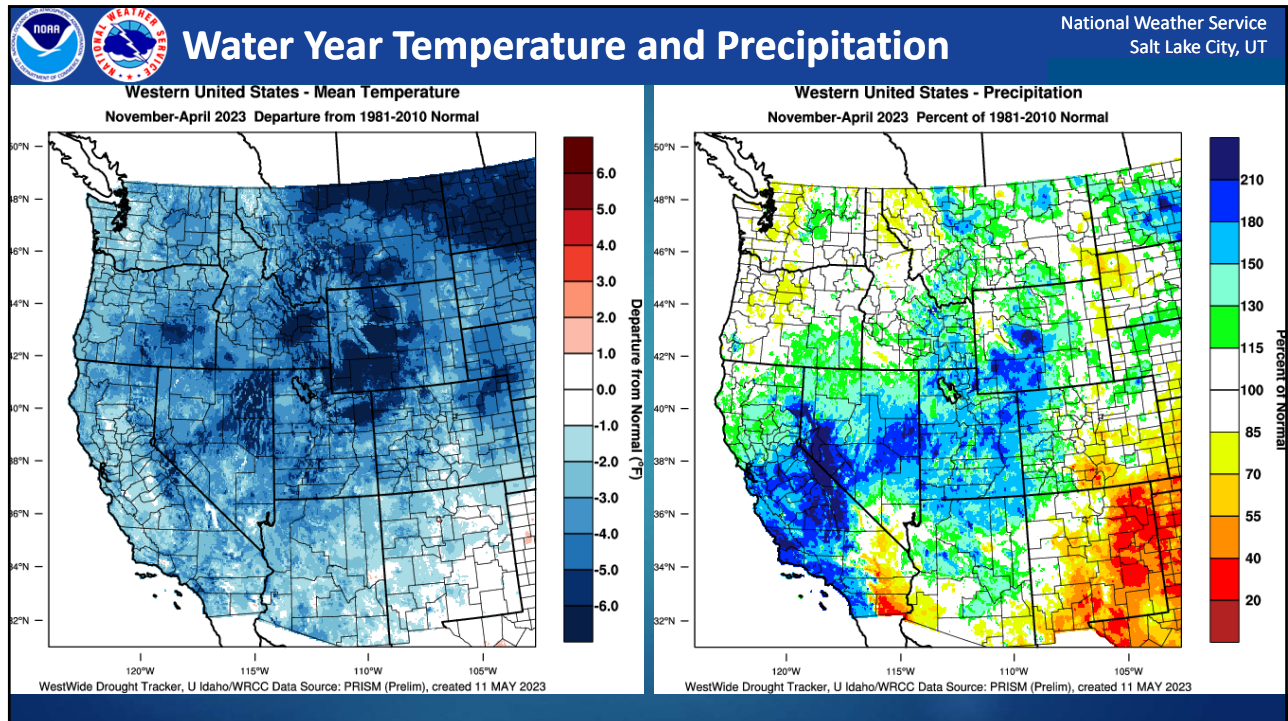 NOAA
NATIONAL WEATHER SERVICE
Water Year Temperature and Precipitation
National Weather Service
Salt Lake City, UT
Western United States - Mean Temperature
November-April 2023 Departure from 1981-2010 Normal
50°N
48°N
46°N
44°N
42°N
40°N
38°N
36°N
34°N
32°N
120°W
115°W
110°W
105°W
6.0
5.0
4.0
3.0
2.0
1.0
0.0
-1.0
-2.0
-3.0
-4.0
-5.0
-6.0
Departure from Normal (°F)
WestWide Drought Tracker, U Idaho/WRCC Data Source: PRISM (Prelim), created 11 MAY 2023
Western United States - Precipitation
November-April 2023 Percent of 1981-2010 Normal
50°N
48°N
46°N
44°N
42°N
40°N
38°N
36°N
34°N
32°N
120°W
115°W
110°W
105°W
210
180
150
130
115
100
85
70
55
40
20
Percent of Normal
WestWide Drought Tracker, U Idaho/WRCC Data Source: PRISM (Prelim), created 11 MAY 2023